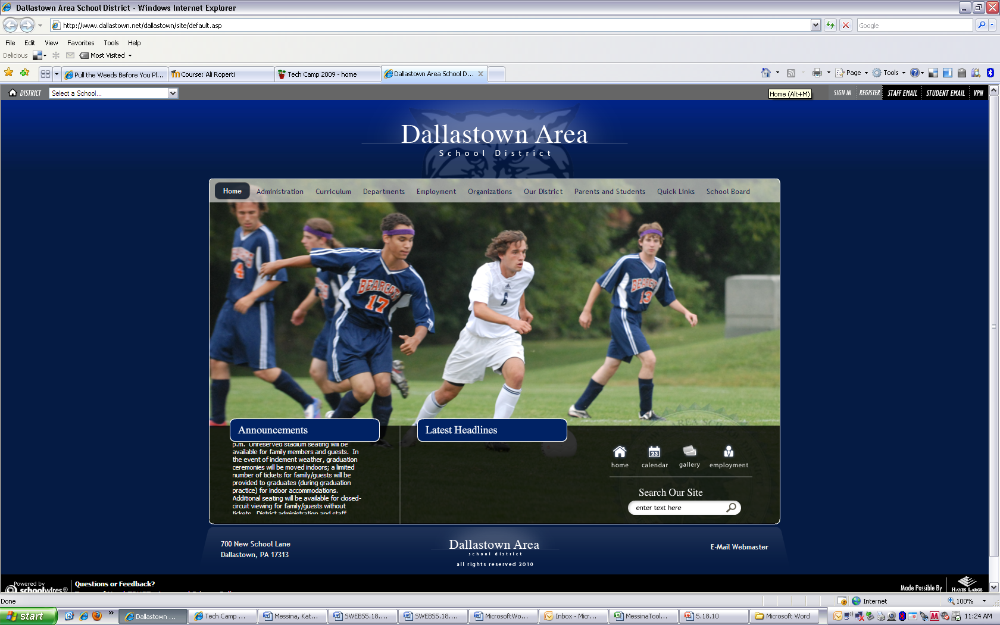 Dallastown Area School District - Windows Internet Explorer
http://www.dallastown.net/dallastown/site/default.asp
Google
File Edit View Favorites Tools Help
Delicious Most Visited
Pull the Weeds Before You Pl... Course: Ali Roperti Tech Camp 2009 - home Dallastown Area School D... Page Tools
DISTRICT Select a School... Home (Alt+M) SIGN IN REGISTER STAFF EMAIL STUDENT EMAIL VPN
Dallastown Area
School District
Home Administration Curriculum Departments Employment Organizations Our District Parents and Students Quick Links School Board
4
BEARCATS
17
6
BEARCATS
13
Announcements
p.m. Unreserved stadium seating will be
available for family members and guests. In
the event of inclement weather, graduation
ceremonies will be moved indoors; a limited
number of tickets for family/guests will be
provided to graduates (during graduation
practice) for indoor accommodations.
Additional seating will be available for closed-
circuit viewing for family/guests without
tickets. District administration and staff
Latest Headlines
23
home calendar gallery employment
Search Our Site
enter text here
700 New School Lane
Dallastown, PA 17313
Dallastown Area
school district
all rights reserved 2010
E-Mail Webmaster
Powered by
schoolwires®
Questions or Feedback?
Made Possible By
HAYES LARGE
Done Internet 100%
start Dallastown ... Tech Camp ... Messina, Kat... SWEBS5.18.... SWEBS5.18.... MicrosoftWo... Inbox - Micr... MessinaTool... 5.18.10 Microsoft Word 11:24 AM